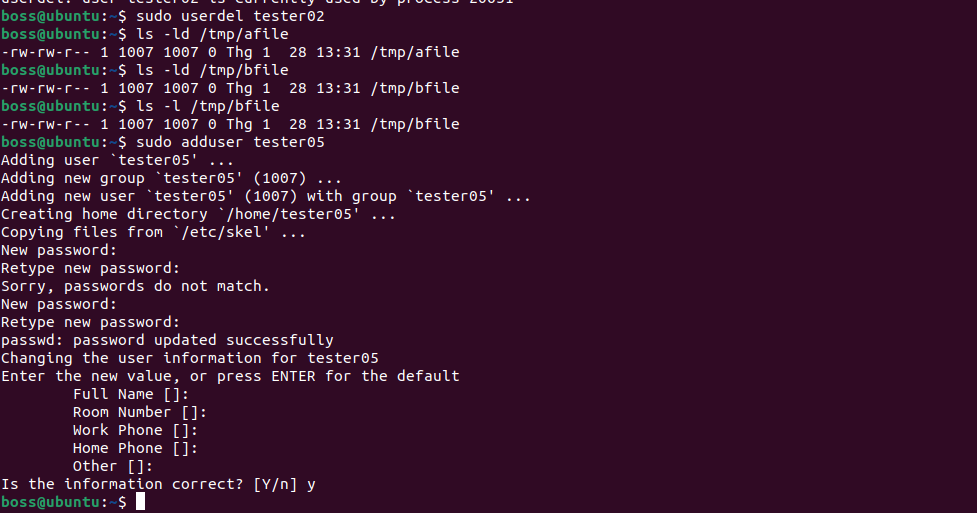 userdel: user tester02 is currently used by process 20051
boss@ubuntu:~$ sudo userdel tester02
boss@ubuntu:~$ ls -ld /tmp/afile
-rw-rw-r-- 1 1007 1007 0 Thg 1  28 13:31 /tmp/afile
boss@ubuntu:~$ ls -ld /tmp/bfile
-rw-rw-r-- 1 1007 1007 0 Thg 1  28 13:31 /tmp/bfile
boss@ubuntu:~$ ls -l /tmp/bfile
-rw-rw-r-- 1 1007 1007 0 Thg 1  28 13:31 /tmp/bfile
boss@ubuntu:~$ sudo adduser tester05
Adding user `tester05' ...
Adding new group `tester05' (1007) ...
Adding new user `tester05' (1007) with group `tester05' ...
Creating home directory `/home/tester05' ...
Copying files from `/etc/skel' ...
New password:
Retype new password:
Sorry, passwords do not match.
New password:
Retype new password:
passwd: password updated successfully
Changing the user information for tester05
Enter the new value, or press ENTER for the default
        Full Name []:
        Room Number []:
        Work Phone []:
        Home Phone []:
        Other []:
Is the information correct? [Y/n] y
boss@ubuntu:~$